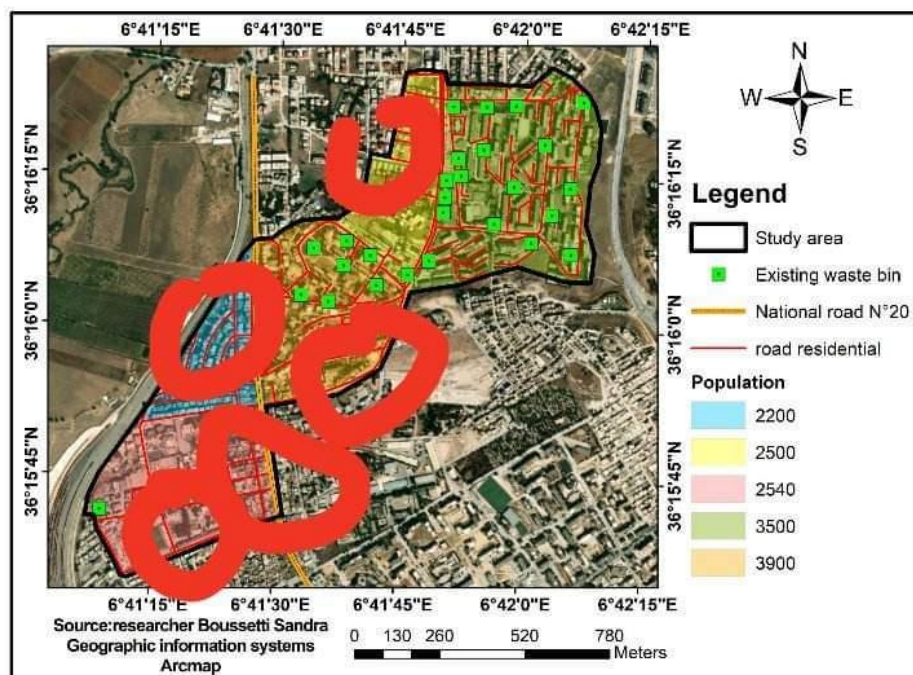 6°41'15"E 6°41'30"E 6°41'45"E 6°42'0"E 6°42'15"E
36°16'15"N
36°16'0"N
36°15'45"N
36°16'15"N
36°16'0"N
36°15'45"N
6°41'15"E 6°41'30"E 6°41'45"E 6°42'0"E 6°42'15"E
Source:researcher Boussetti Sandra
Geographic information systems
Arcmap
0 130 260 520 780
Meters
N
W E
S
Legend
Study area
Existing waste bin
National road N°20
road residential
Population
2200
2500
2540
3500
3900